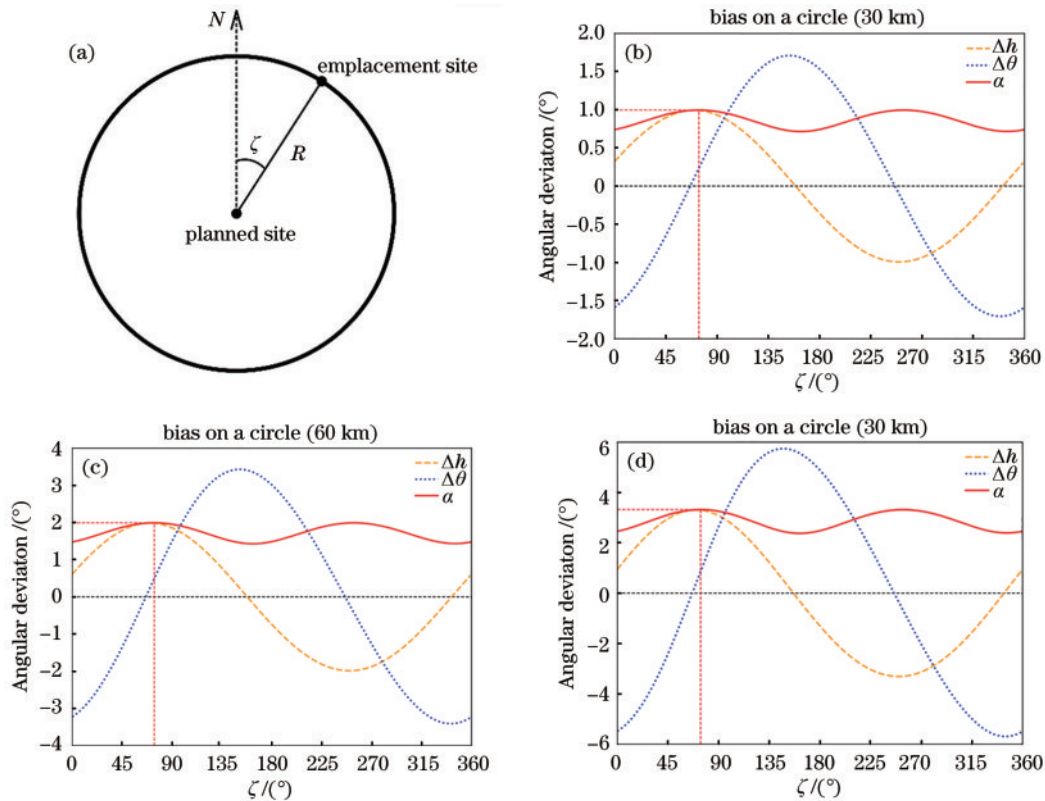 (a)
N
emplacement site
ζ
R
planned site
bias on a circle (30 km)
(b)
Δh
Δθ
α
Angular deviaton /(°)
2.0
1.5
1.0
0.5
0
−0.5
−1.0
−1.5
−2.0
0 45 90 135 180 225 270 315 360
ζ/(°)
bias on a circle (60 km)
(c)
Δh
Δθ
α
Angular deviaton /(°)
4
3
2
1
0
−1
−2
−3
−4
0 45 90 135 180 225 270 315 360
ζ/(°)
bias on a circle (30 km)
(d)
Δh
Δθ
α
Angular deviaton /(°)
6
4
2
0
−2
−4
−6
0 45 90 135 180 225 270 315 360
ζ/(°)